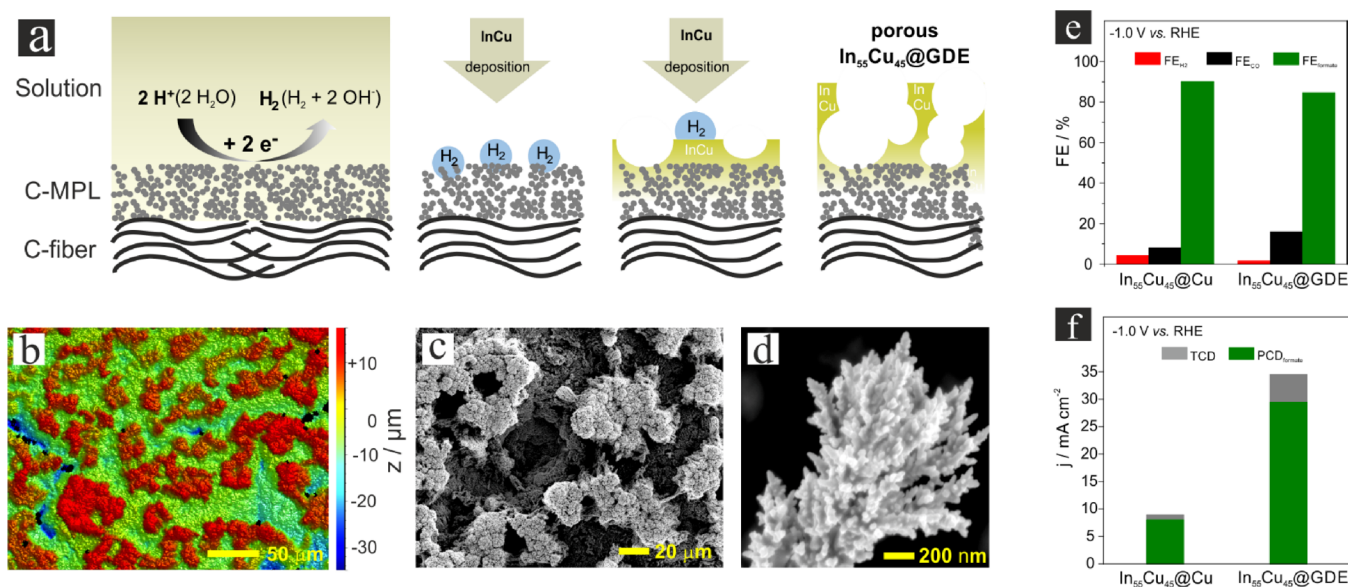 a
Solution
C-MPL
C-fiber
2 H⁺(2 H₂O) H₂(H₂ + 2 OH⁻)
+ 2 e⁻
InCu
deposition
H₂ H₂ H₂
InCu
deposition
H₂
InCu
porous
In₅₅Cu₄₅@GDE
In
Cu
In
Cu
b
+10
0
-10
-20
-30
z / µm
50 µm
c
20 µm
d
200 nm
e
-1.0 V vs. RHE
FE_H2 FE_CO FE_formate
100
80
60
40
20
0
FE / %
In₅₅Cu₄₅@Cu In₅₅Cu₄₅@GDE
f
-1.0 V vs. RHE
TCD PCD_formate
35
30
25
20
15
10
5
0
j / mA cm⁻²
In₅₅Cu₄₅@Cu In₅₅Cu₄₅@GDE